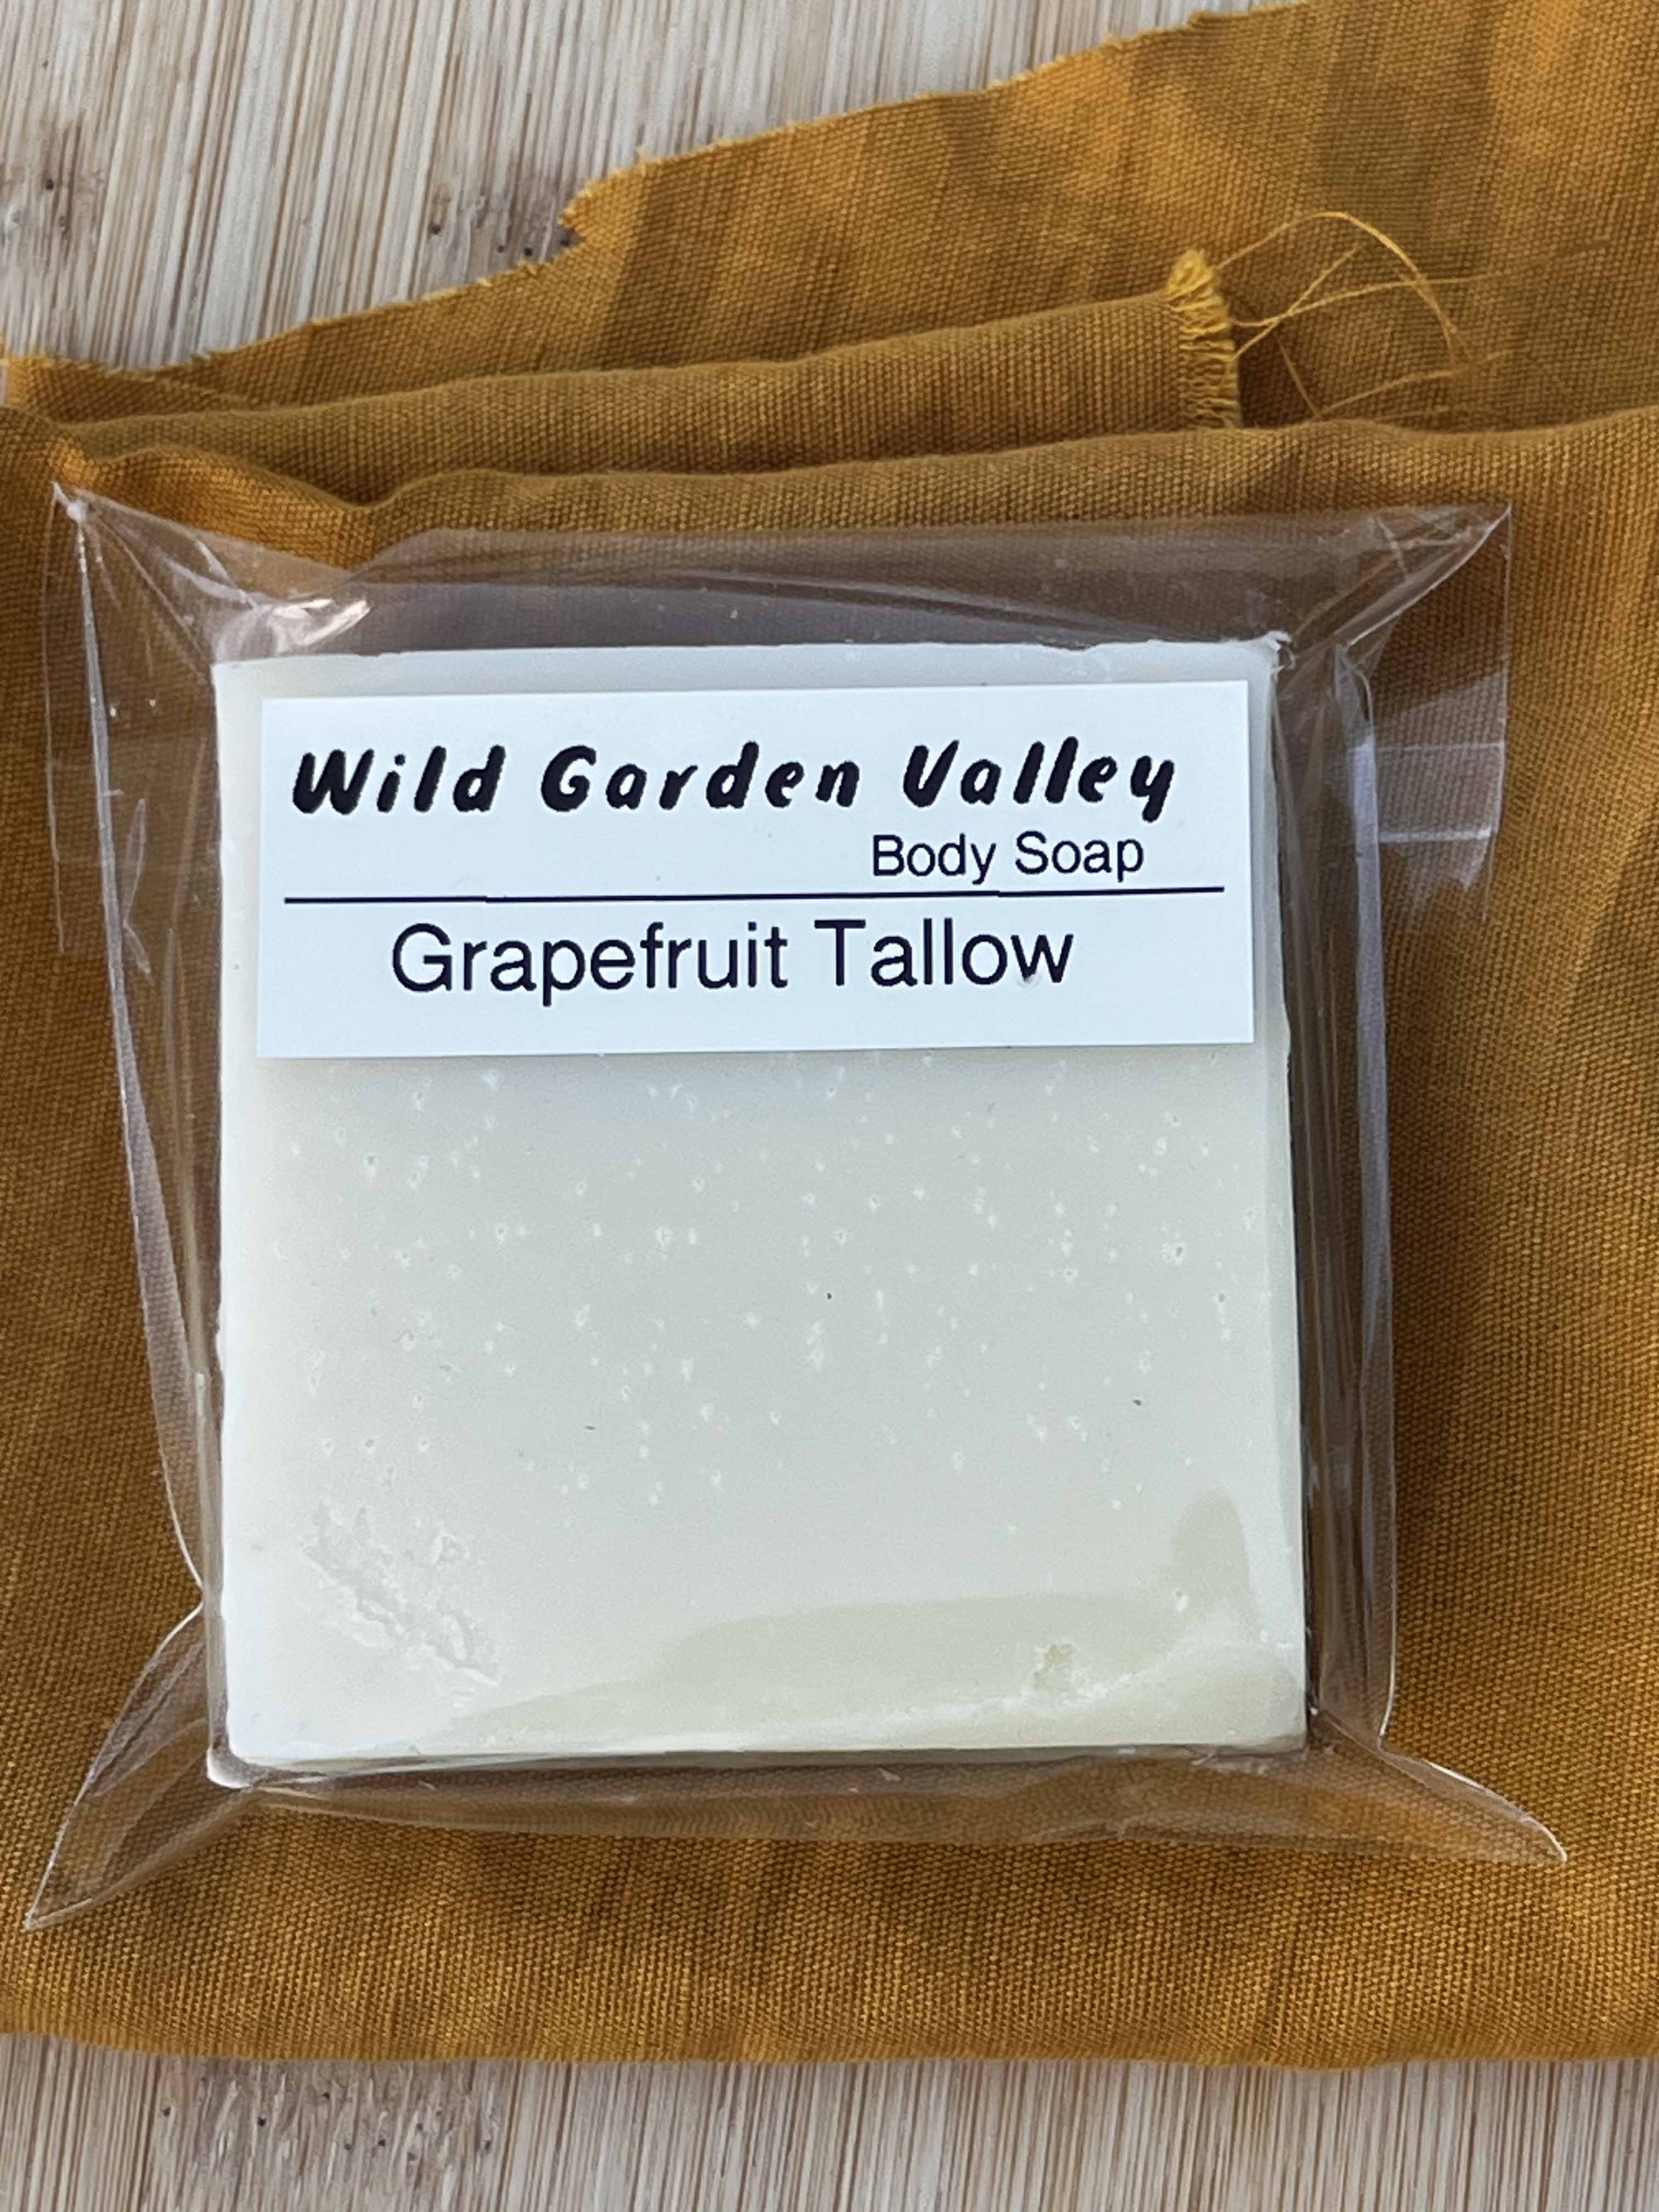 Wild Garden Valley
Body Soap
Grapefruit Tallow